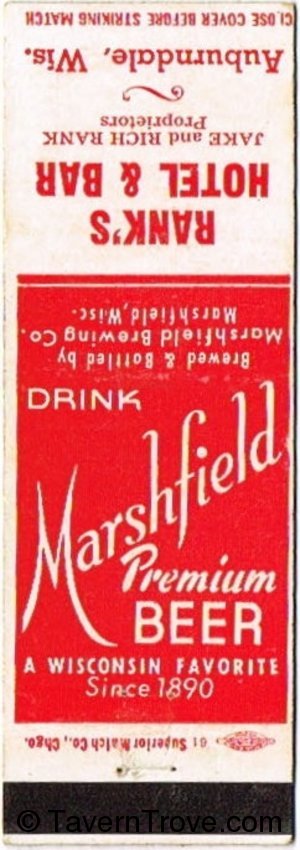 CLOSE COVER BEFORE STRIKING MATCH
RANK'S
HOTEL & BAR
JAKE and RICH RANK
Proprietors
Auburndale, Wis.
DRINK
Marshfield
Premium
BEER
A WISCONSIN FAVORITE
Since 1890
Brewed & Bottled by
Marshfield Brewing Co.
Marshfield, Wisc.
61 Superior Match Co., Chgo.
© TavernTrove.com